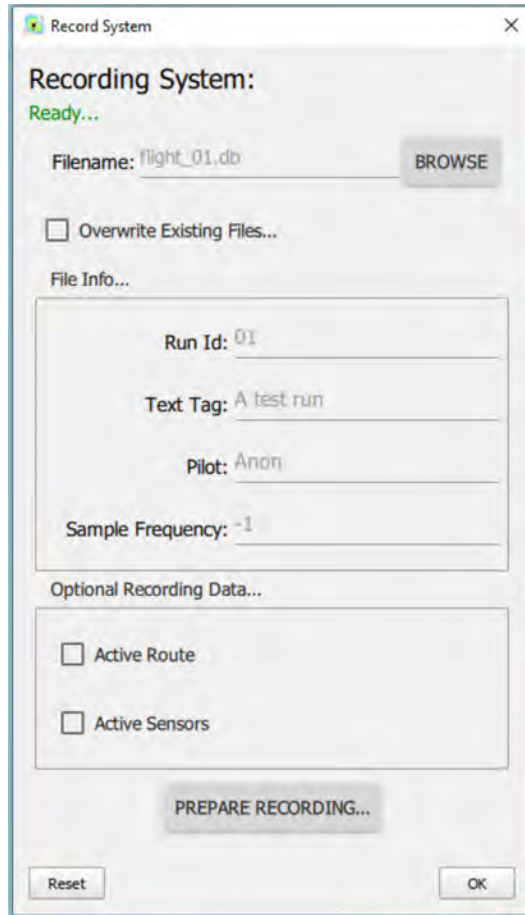 Record System
Recording System:
Ready...
Filename: flight_01.db BROWSE
Overwrite Existing Files...
File Info...
Run Id: 01
Text Tag: A test run
Pilot: Anon
Sample Frequency: -1
Optional Recording Data...
Active Route
Active Sensors
PREPARE RECORDING...
Reset OK